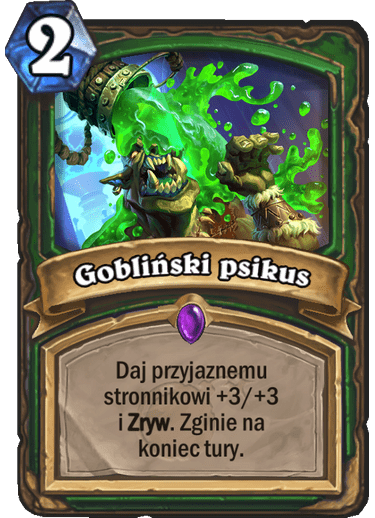 2
Gobliński psikus
Daj przyjaznemu
stronnikowi +3/+3
i Zryw. Zginie na
koniec tury.